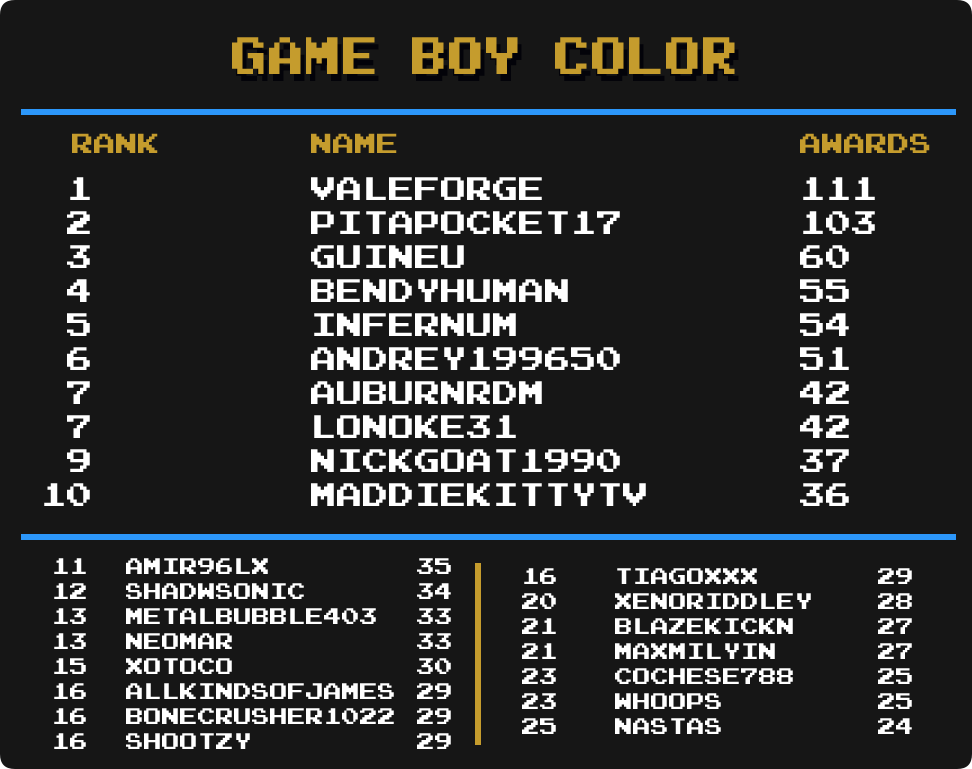 GAME BOY COLOR
RANK NAME AWARDS
1 VALEFORGE 111
2 PITAPOCKET17 103
3 GUINEU 60
4 BENDYHUMAN 55
5 INFERNUM 54
6 ANDREY199650 51
7 AUBURNRDM 42
7 LONOKE31 42
9 NICKGOAT1990 37
10 MADDIEKITTYTV 36
11 AMIR96LX 35
12 SHADWSONIC 34
13 METALBUBBLE403 33
13 NEOMAR 33
15 XOTOCO 30
16 ALLKINDSOFJAMES 29
16 BONECRUSHER1022 29
16 SHOOTZY 29
16 TIAGOXXX 29
20 XENORIDDLEY 28
21 BLAZEKICKN 27
21 MAXMILYIN 27
23 COCHESE788 25
23 WHOOPS 25
25 NASTAS 24